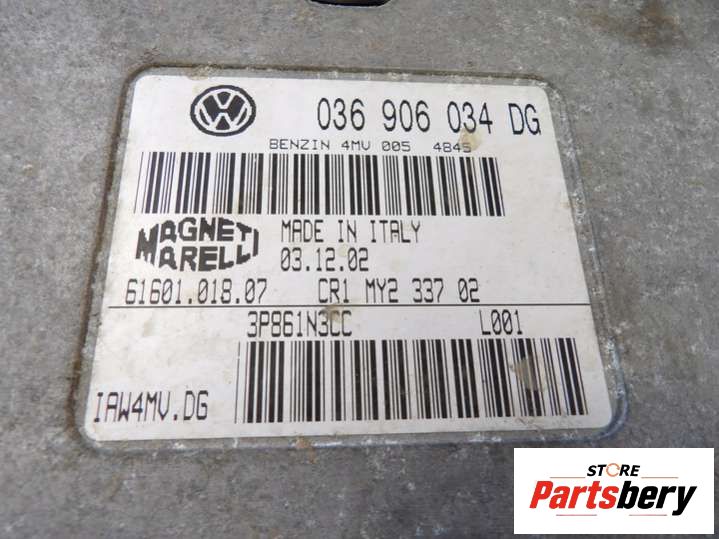 036 906 034 DG
BENZIN 4MV 005 4845
MAGNETI MARELLI
MADE IN ITALY
03.12.02
61601.018.07 CR1 MY2 337 02
3P861N3CC L001
IAW4MV.DG
STORE
Partsbery